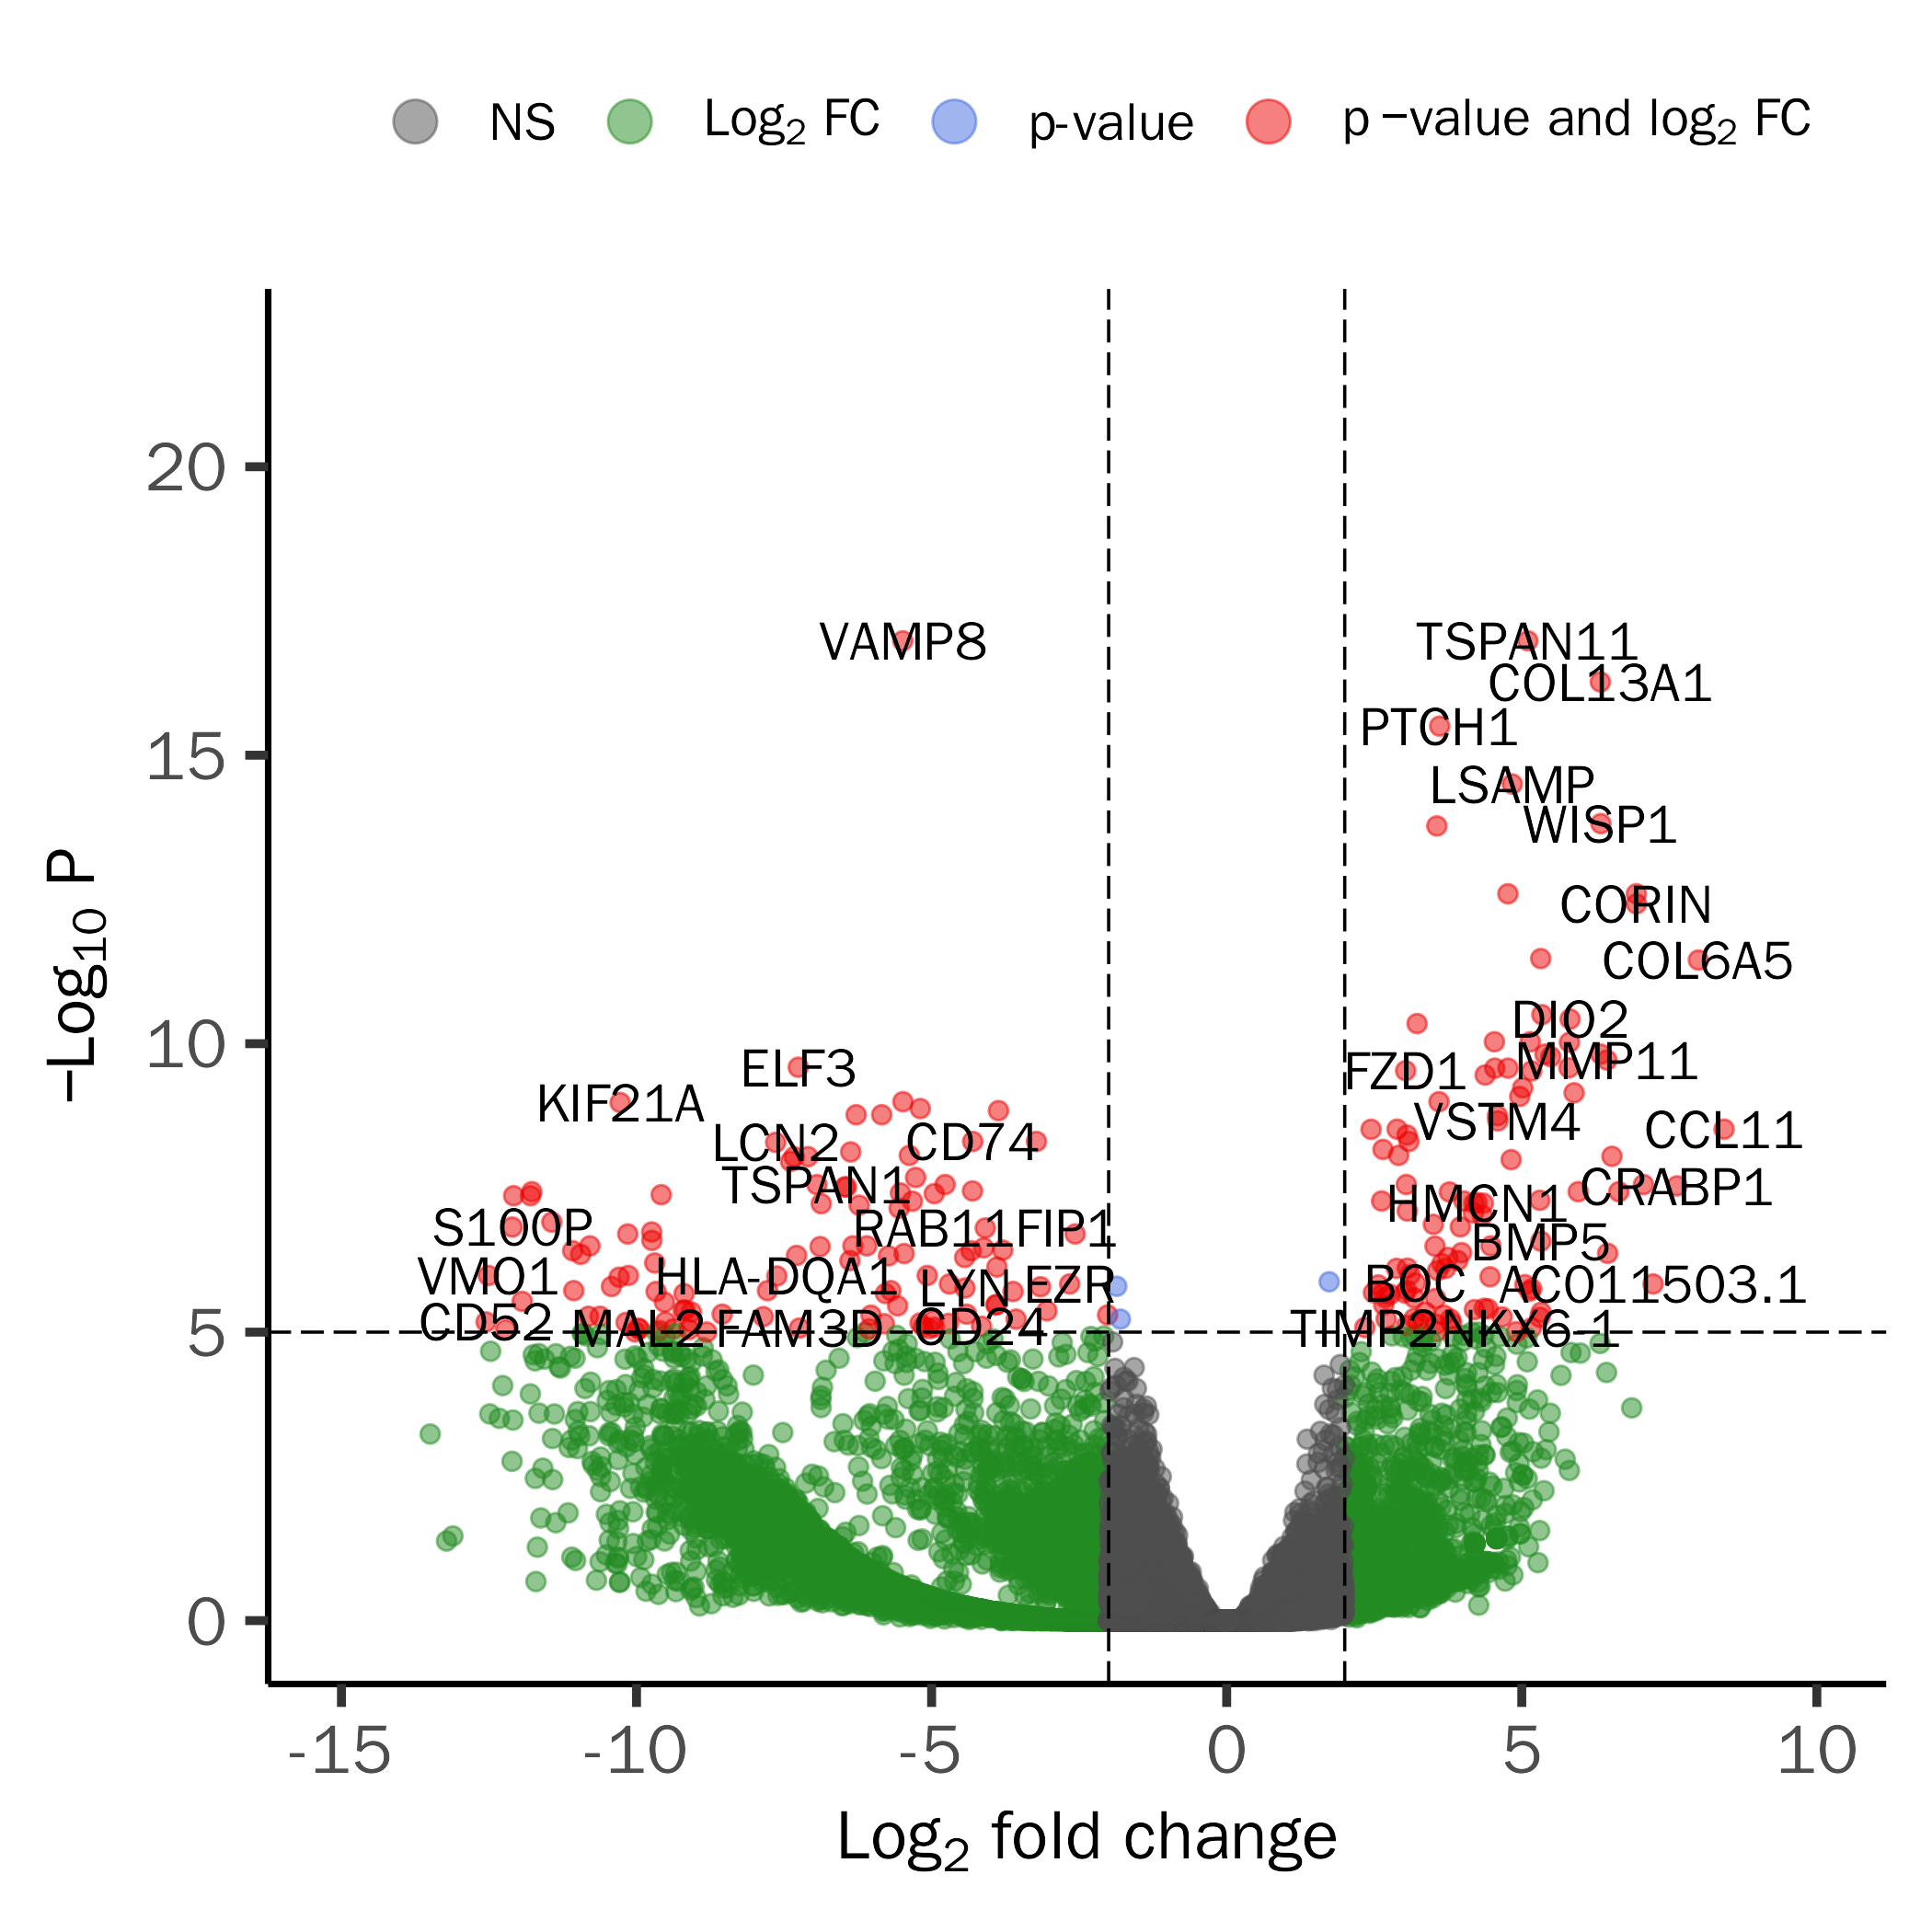 NS Log2 FC p-value p −value and log2 FC
−Log10 P
20
15
10
5
0
VAMP8
TSPAN11
COL13A1
PTCH1
LSAMP
WISP1
CORIN
COL6A5
DIO2
MMP11
FZD1
ELF3
KIF21A
VSTM4
CCL11
LCN2
CD74
TSPAN1
CRABP1
HMCN1
S100P
RAB11FIP1
BMP5
VMO1
HLA-DQA1
LYN
EZR
BOC
AC011503.1
CD52
MAL2
FAM3D
CD24
TIMP2
NKX6-1
-15 -10 -5 0 5 10
Log2 fold change